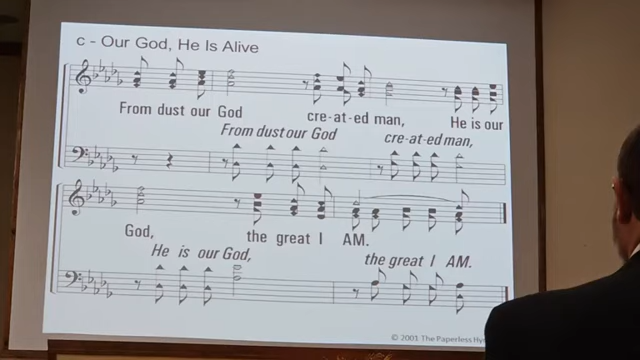 c - Our God, He Is Alive
From dust our God cre-at-ed man, He is our
From dust our God cre-at-ed man,
God, the great I AM.
He is our God, the great I AM.
© 2001 The Paperless